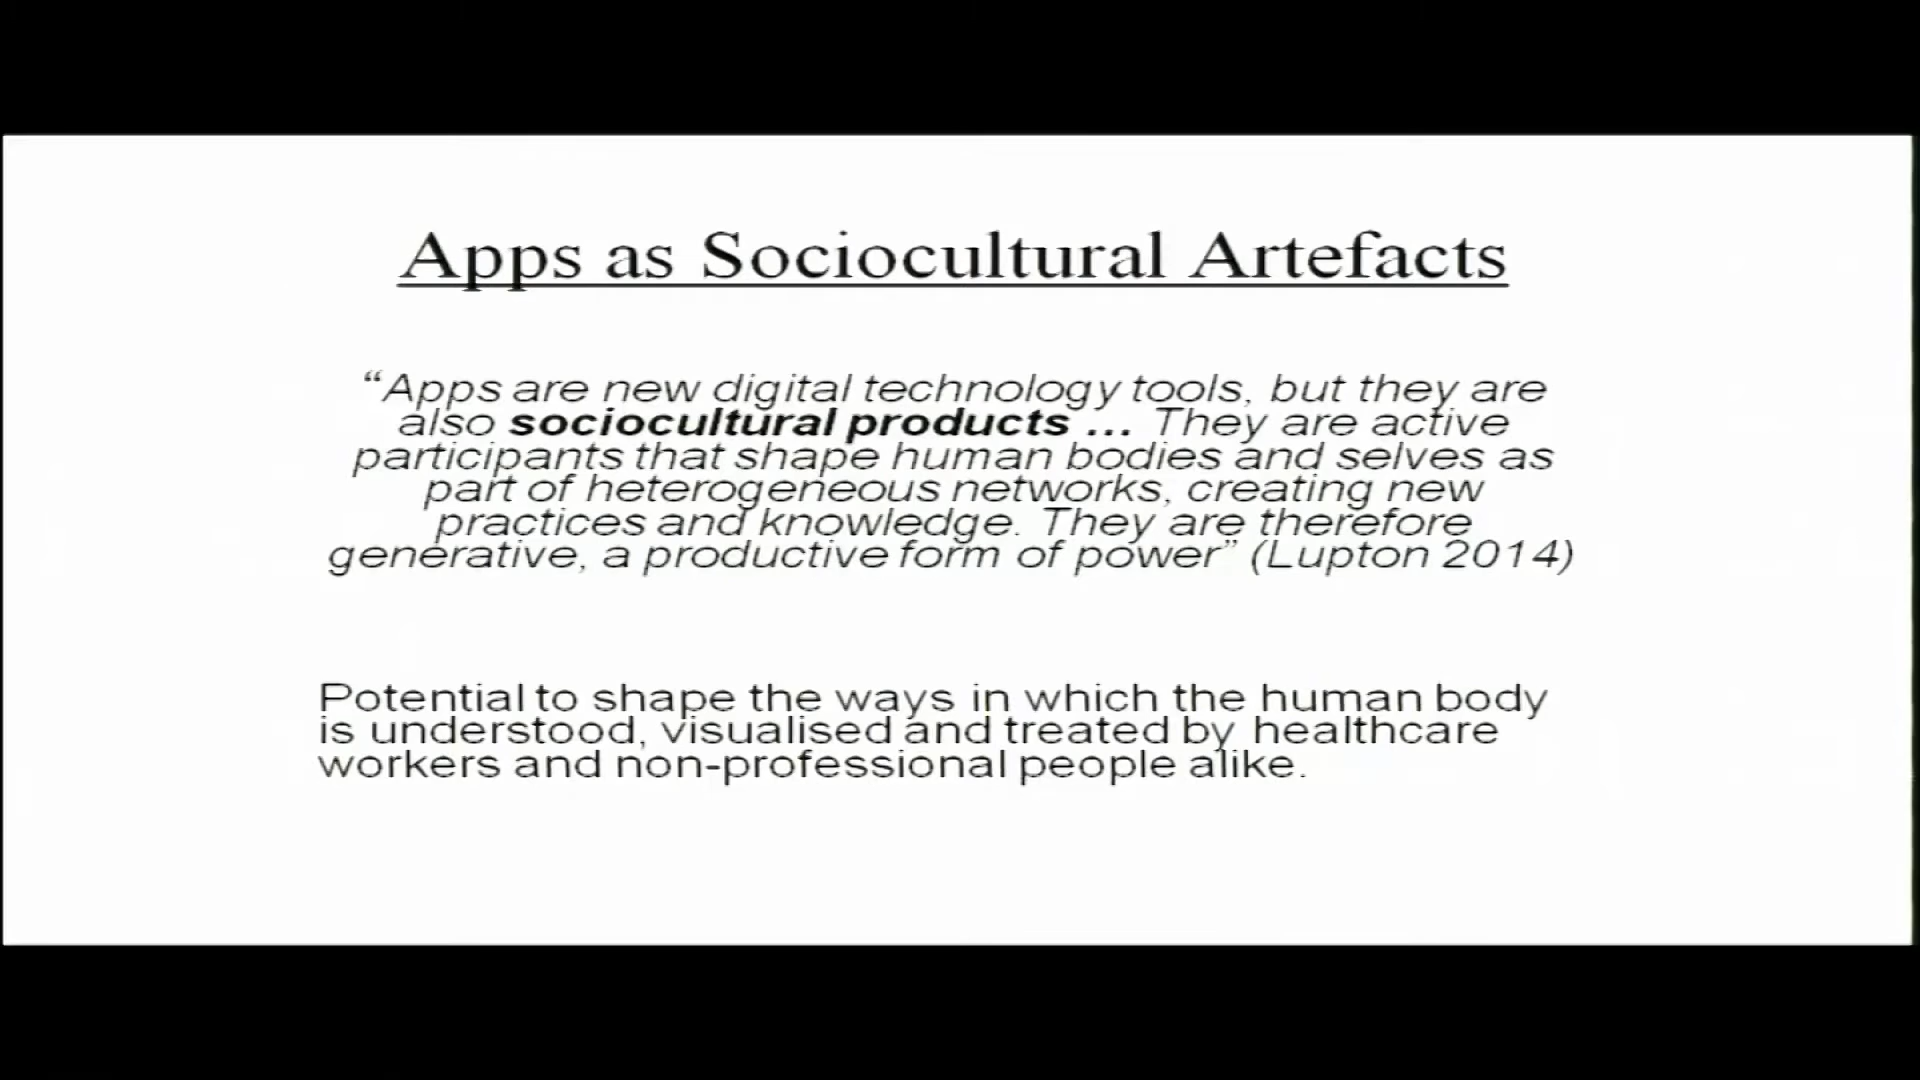 Apps as Sociocultural Artefacts
“Apps are new digital technology tools, but they are
also sociocultural products ... They are active
participants that shape human bodies and selves as
part of heterogeneous networks, creating new
practices and knowledge. They are therefore
generative, a productive form of power” (Lupton 2014)
Potential to shape the ways in which the human body
is understood, visualised and treated by healthcare
workers and non-professional people alike.